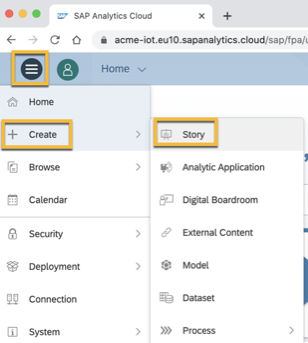 SAP Analytics Cloud
acme-iot.eu10.sapanalytics.cloud/sap/fpa/u
Home
Home
Create
Story
Analytic Application
Browse
Calendar
Digital Boardroom
External Content
Security
Model
Deployment
Connection
Dataset
System
Process